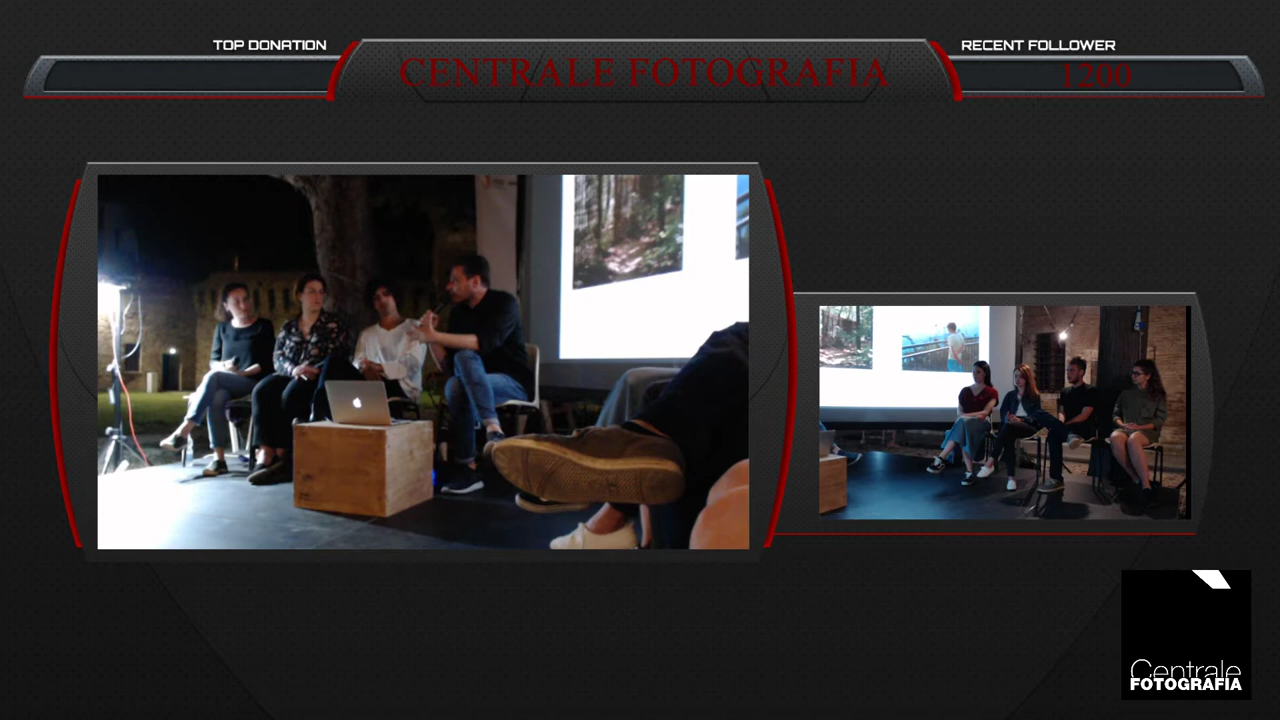 TOP DONATION
CENTRALE FOTOGRAFIA
RECENT FOLLOWER
1200
Centrale
FOTOGRAFIA